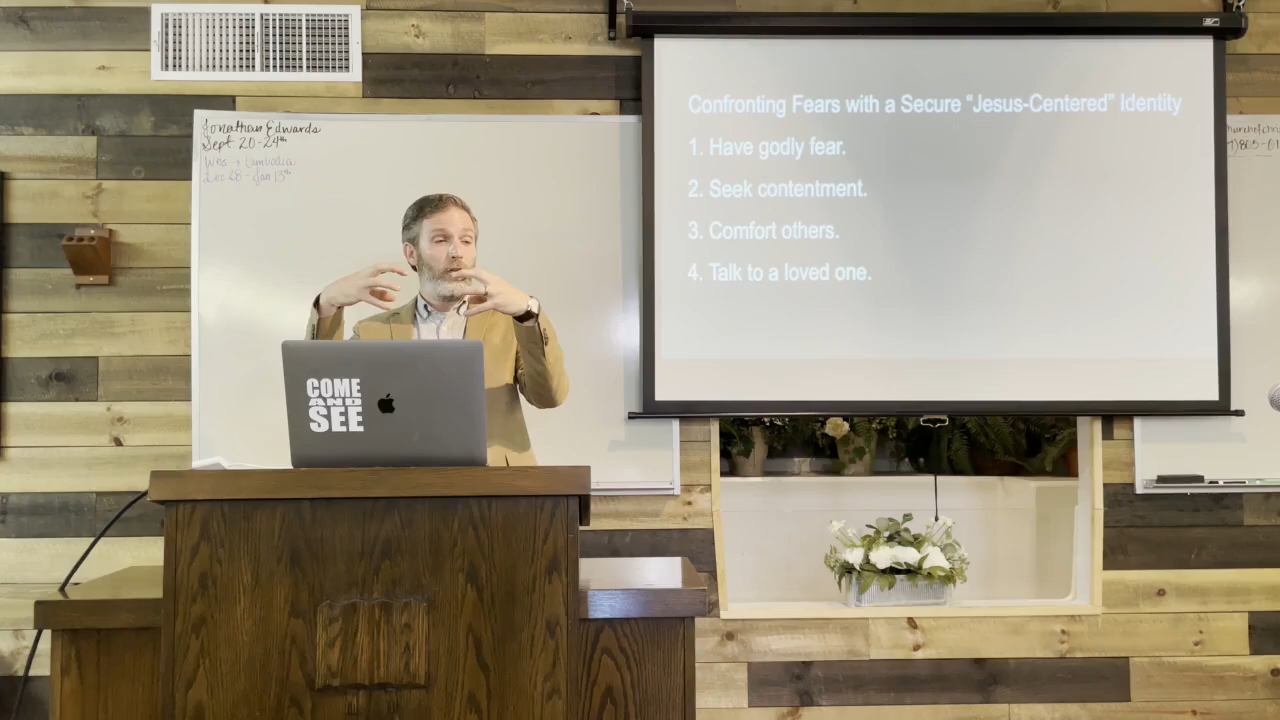 Jonathan Edwards
Sept 20-24th
WBS + Cambodia
Dec 28 - Jan 13th
COME
AND
SEE
Confronting Fears with a Secure “Jesus-Centered” Identity
1. Have godly fear.
2. Seek contentment.
3. Comfort others.
4. Talk to a loved one.